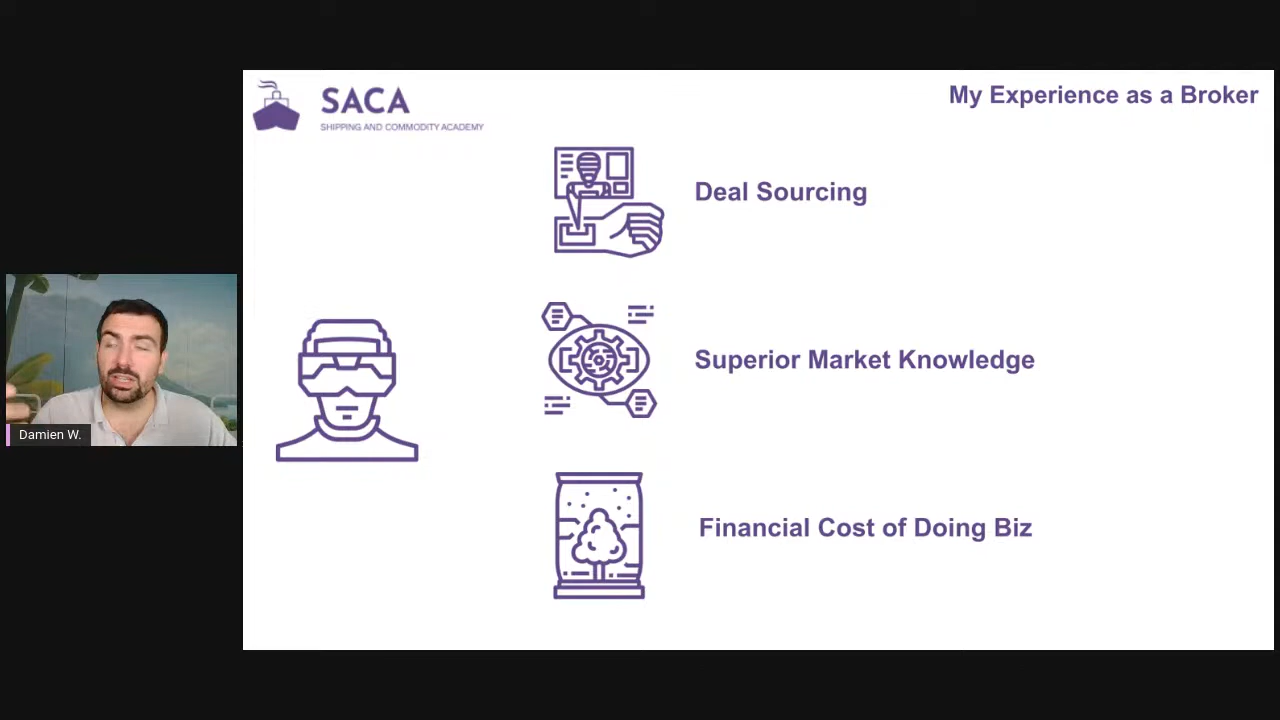 SACA
SHIPPING AND COMMODITY ACADEMY
My Experience as a Broker
Deal Sourcing
Superior Market Knowledge
Financial Cost of Doing Biz
Damien W.